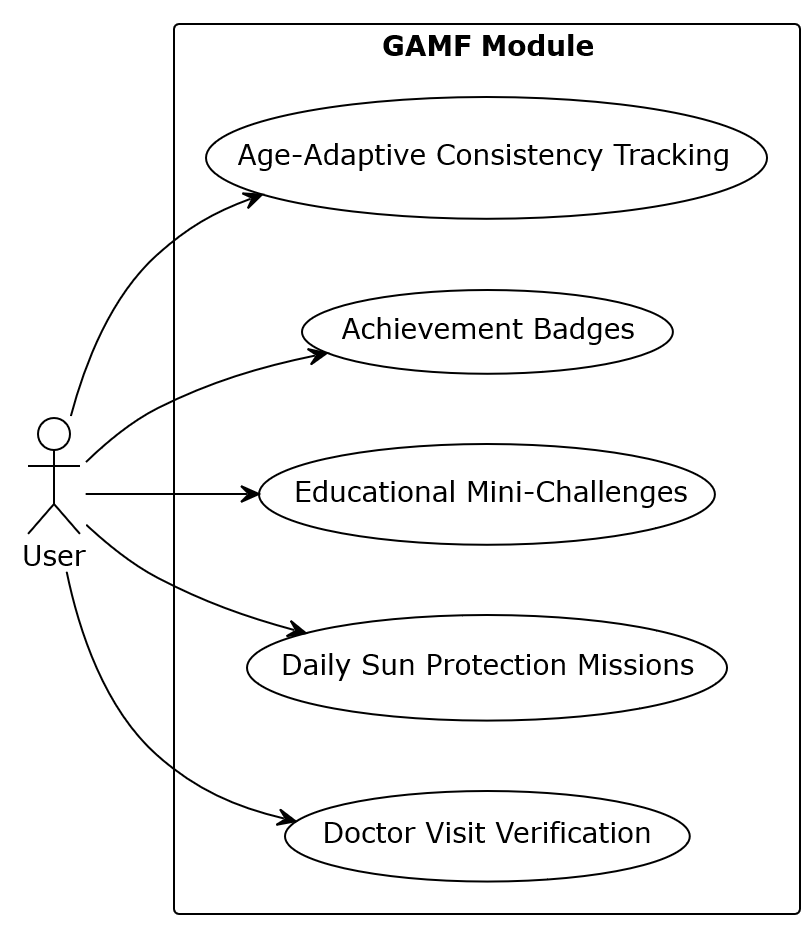 GAMF Module
Age-Adaptive Consistency Tracking
Achievement Badges
Educational Mini-Challenges
User
Daily Sun Protection Missions
Doctor Visit Verification